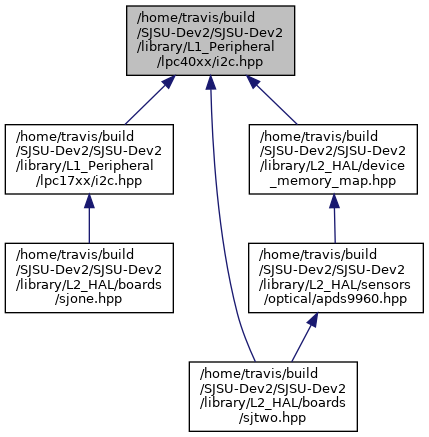 /home/travis/build
/SJSU-Dev2/SJSU-Dev2
/library/L1_Peripheral
/lpc40xx/i2c.hpp
/home/travis/build
/SJSU-Dev2/SJSU-Dev2
/library/L1_Peripheral
/lpc17xx/i2c.hpp
/home/travis/build
/SJSU-Dev2/SJSU-Dev2
/library/L2_HAL/device
_memory_map.hpp
/home/travis/build
/SJSU-Dev2/SJSU-Dev2
/library/L2_HAL/boards
/sjone.hpp
/home/travis/build
/SJSU-Dev2/SJSU-Dev2
/library/L2_HAL/sensors
/optical/apds9960.hpp
/home/travis/build
/SJSU-Dev2/SJSU-Dev2
/library/L2_HAL/boards
/sjtwo.hpp